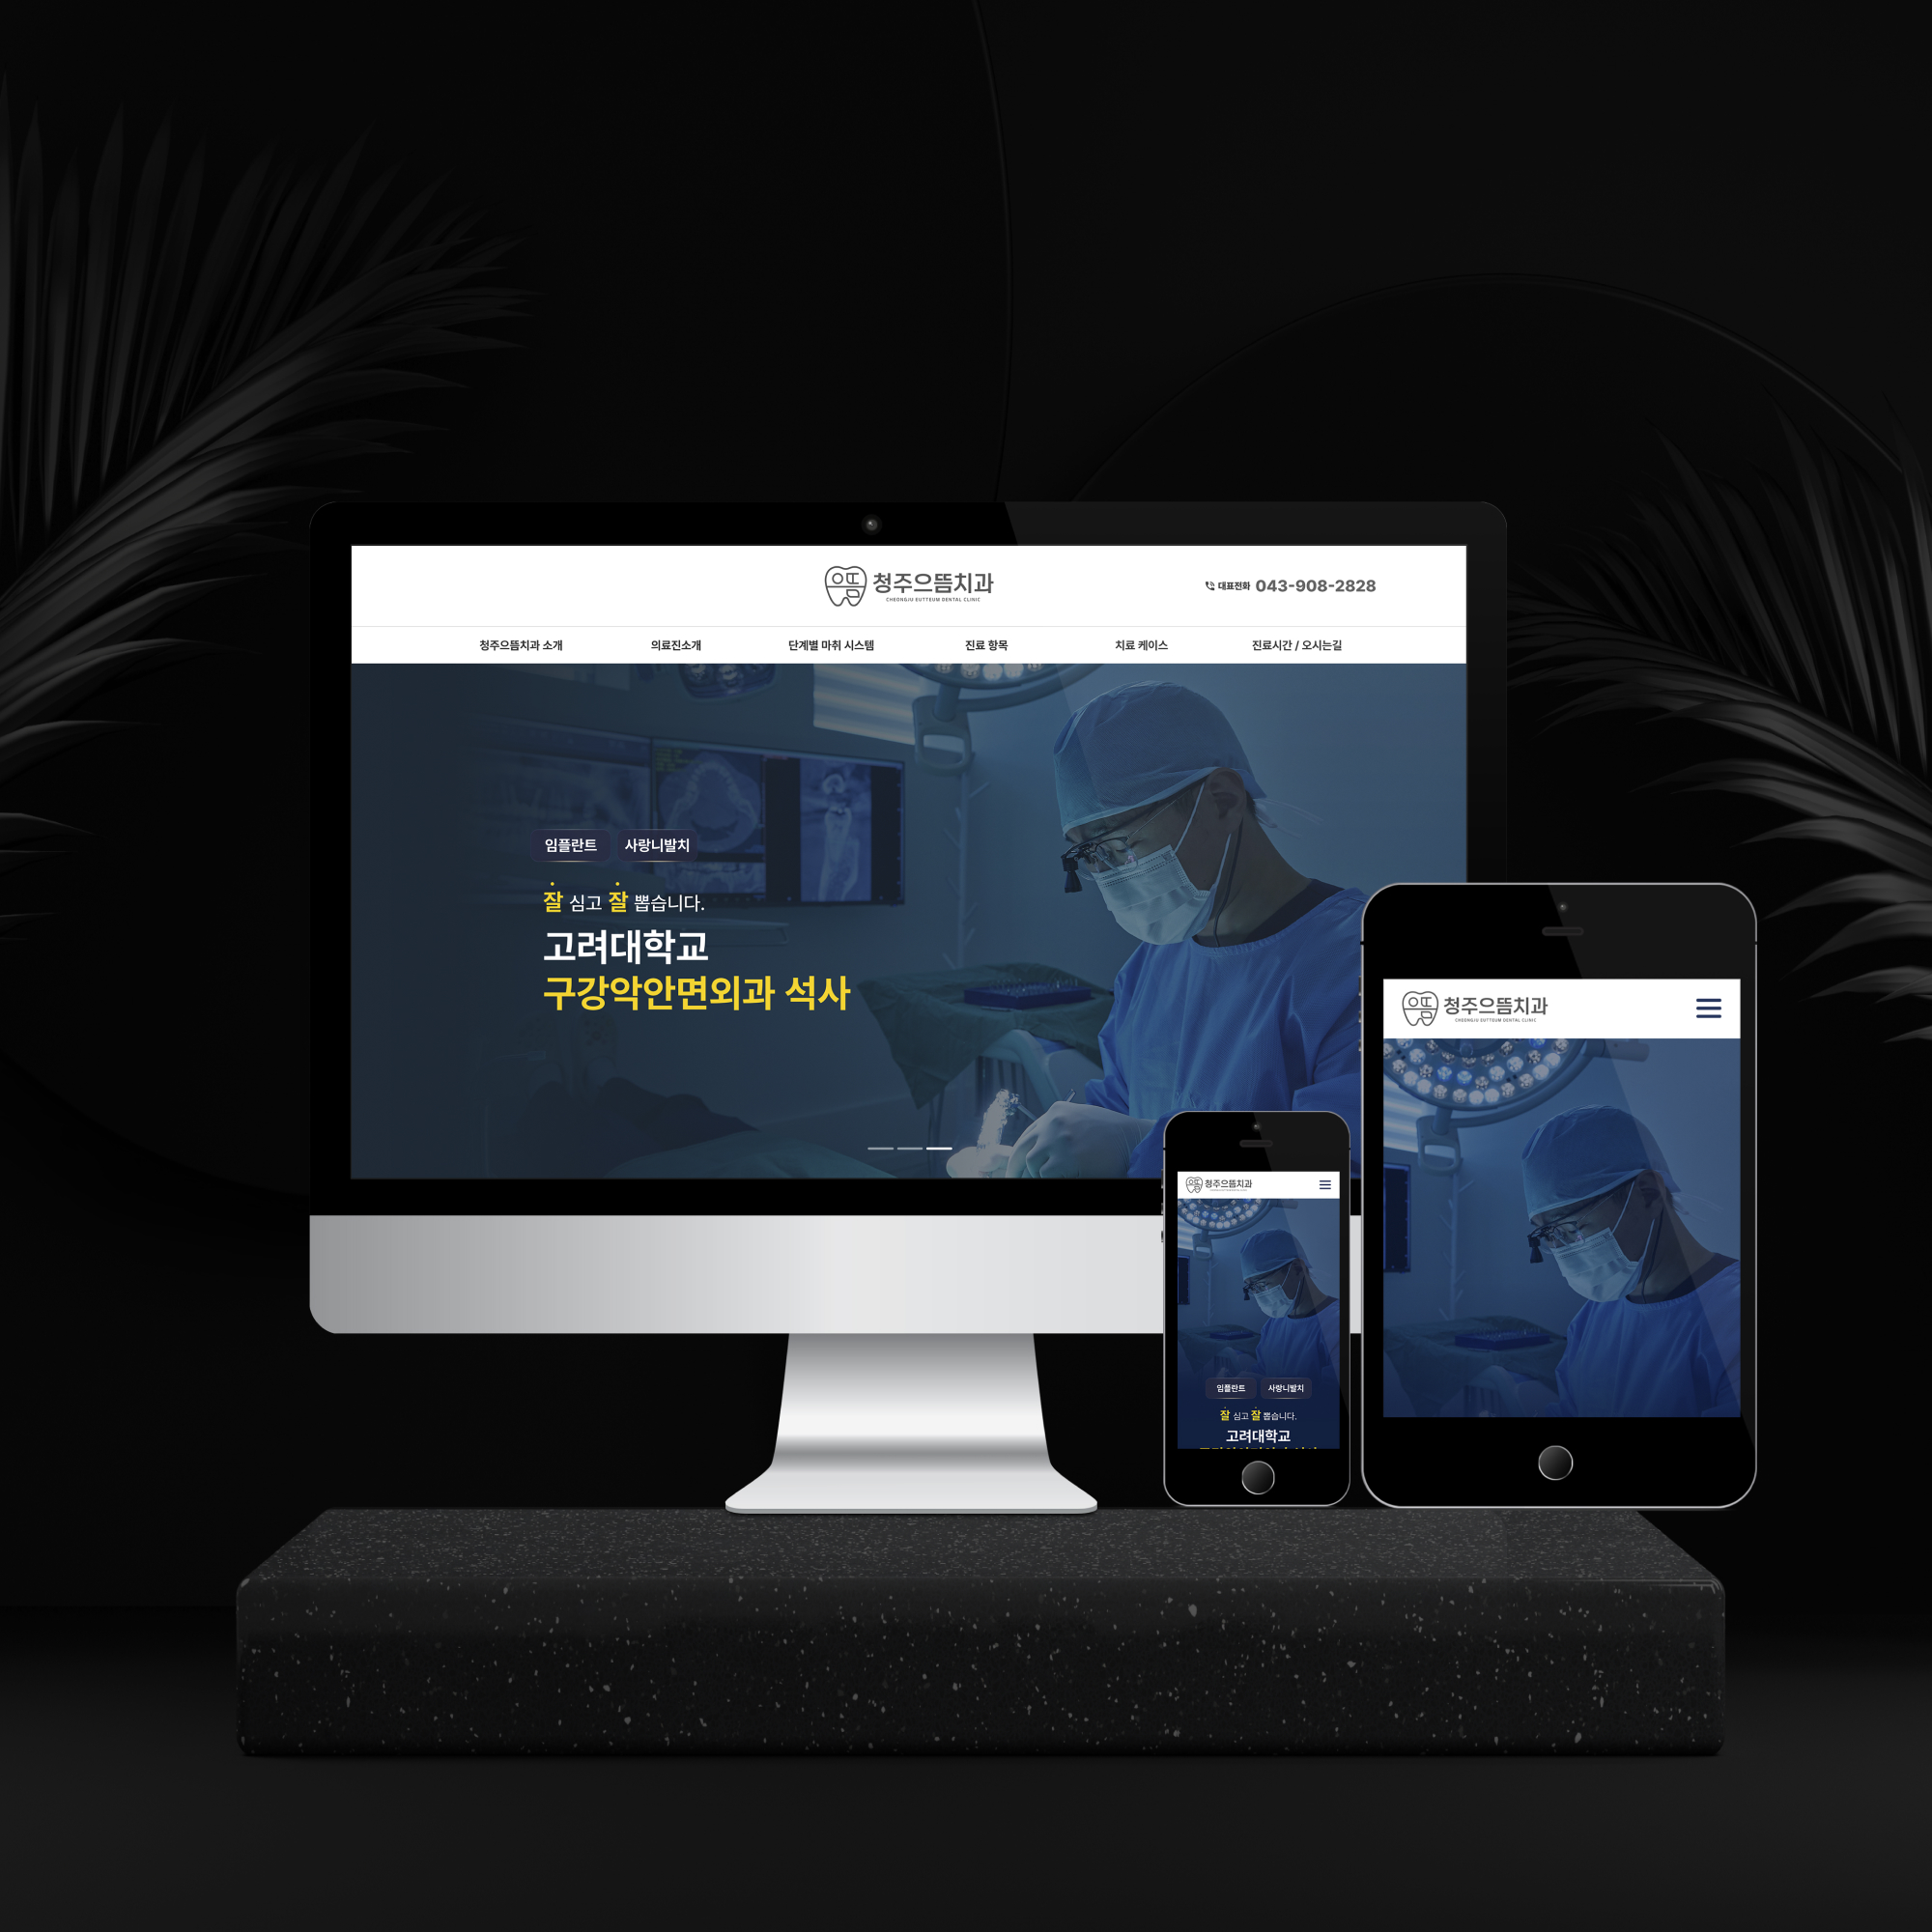 청주으뜸치과
CHEONGJU EUTTEUM DENTAL CLINIC
대표전화 043-908-2828
청주으뜸치과 소개 의료진소개 단계별 마취 시스템 진료 항목 치료 케이스 진료시간 / 오시는길
임플란트 사랑니발치
잘 심고 잘 뽑습니다.
고려대학교
구강악안면외과 석사
청주으뜸치과
CHEONGJU EUTTEUM DENTAL CLINIC
청주으뜸치과
임플란트 사랑니발치
잘 심고 잘 뽑습니다.
고려대학교